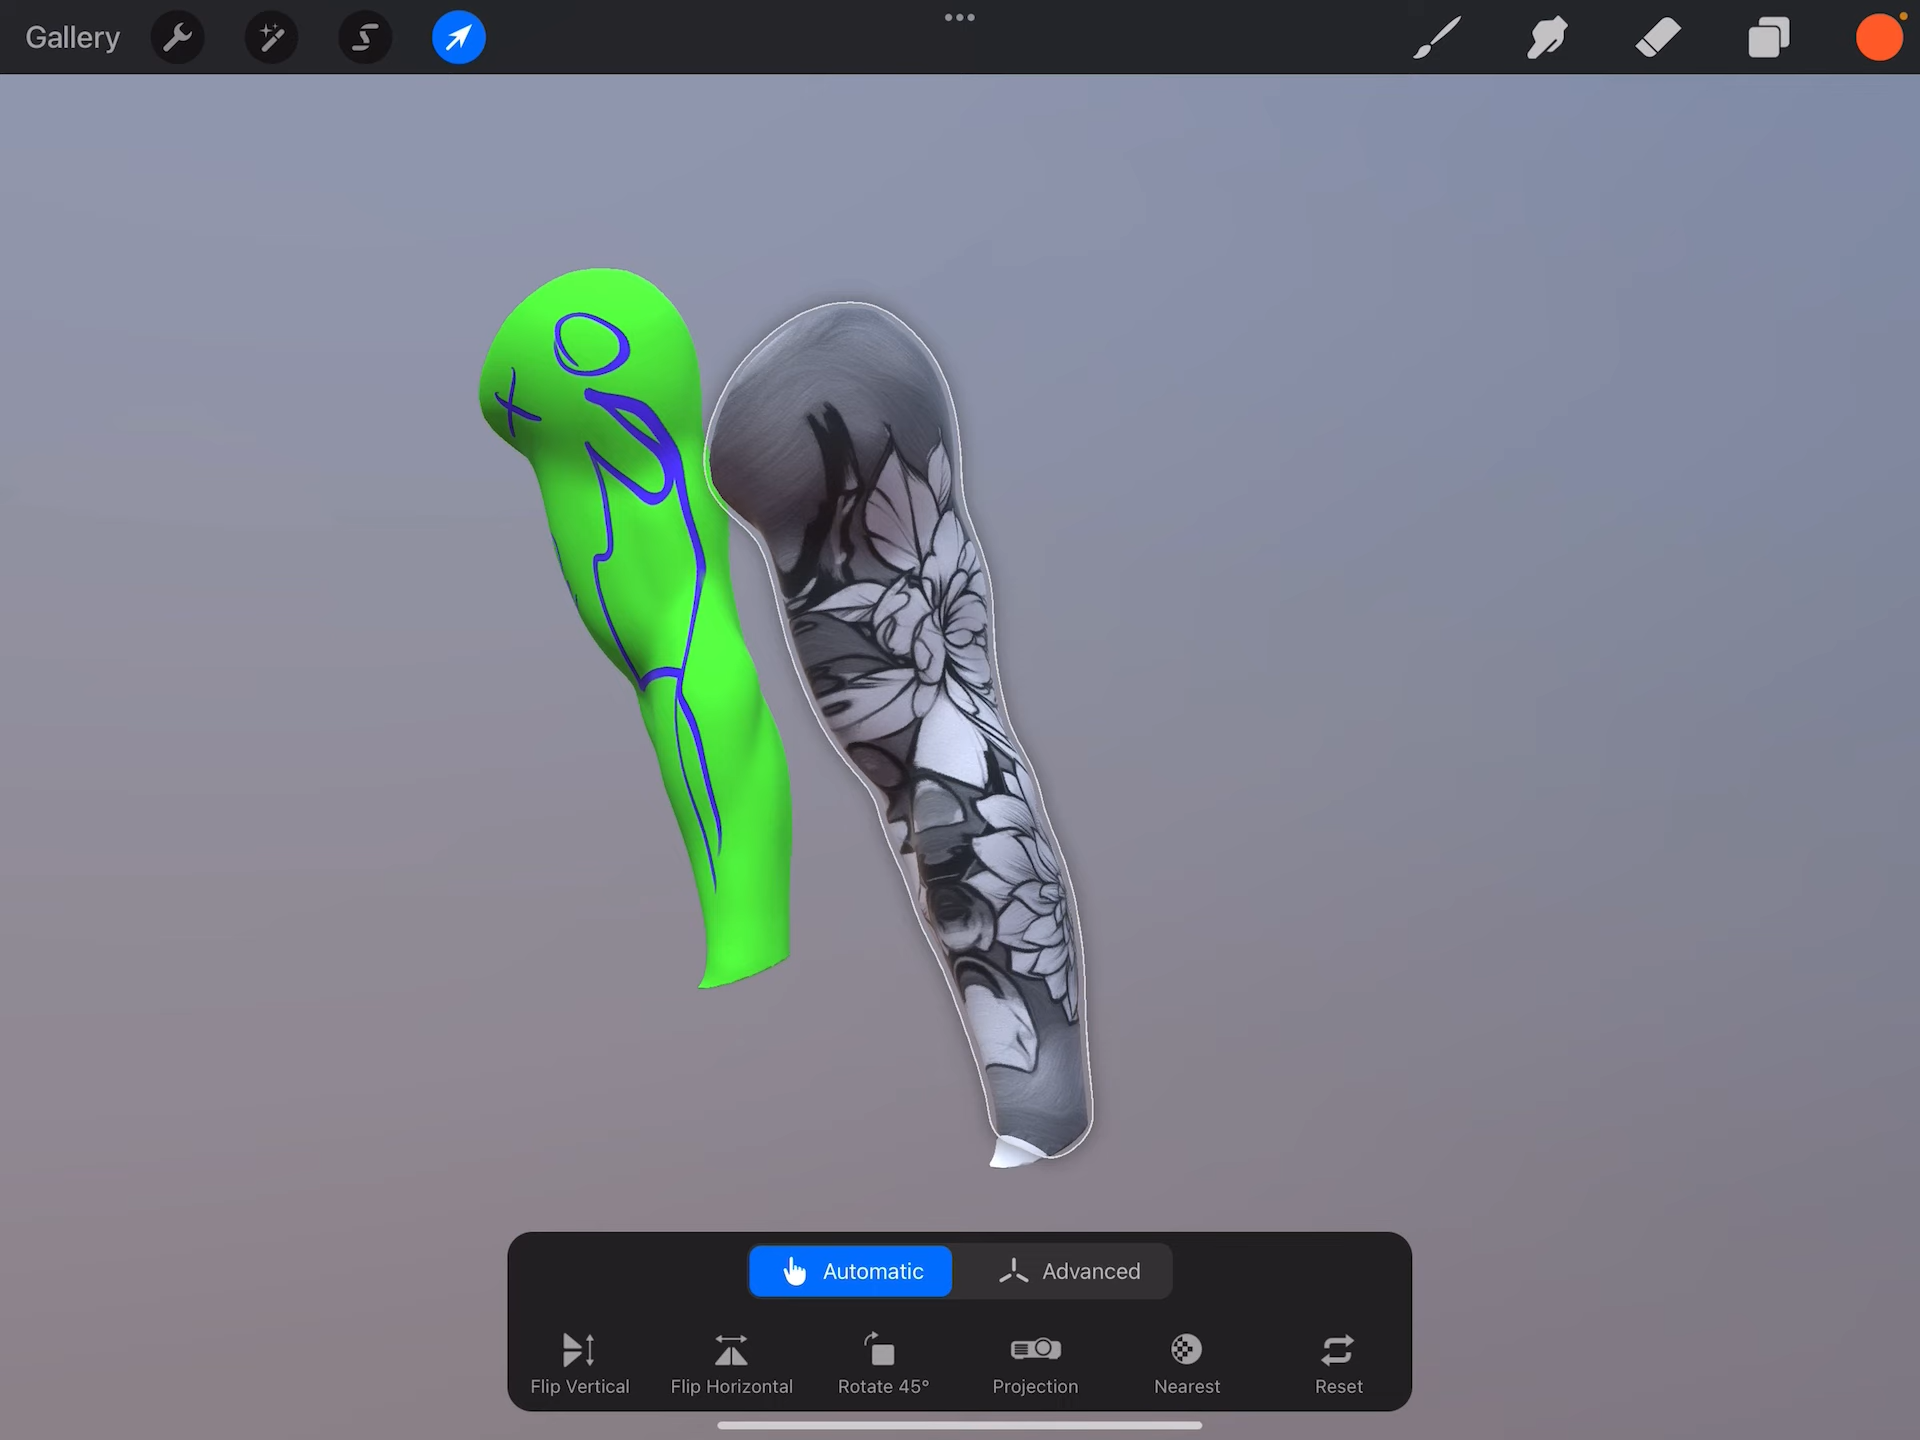 Gallery
Automatic Advanced
Flip Vertical Flip Horizontal Rotate 45° Projection Nearest Reset